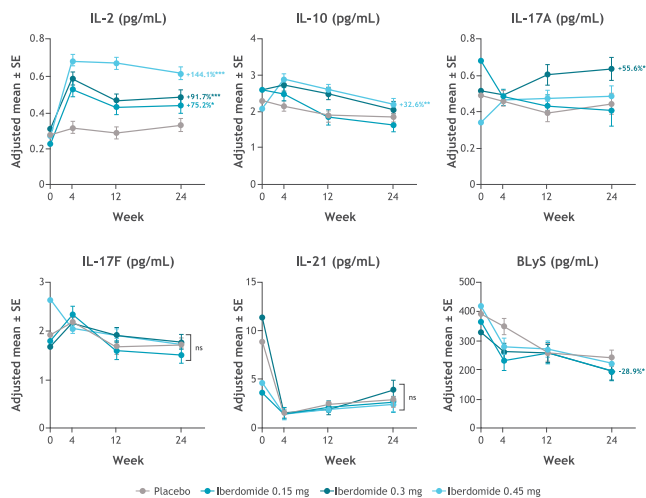 IL-2 (pg/mL)
Adjusted mean ± SE
0.8
0.6
0.4
0.2
0
+144.1%***
+91.7%***
+75.2%*
0 4 12 24
Week
IL-10 (pg/mL)
Adjusted mean ± SE
4
3
2
1
0
+32.6%**
0 4 12 24
Week
IL-17A (pg/mL)
Adjusted mean ± SE
0.8
0.6
0.4
0.2
0
+55.6%*
0 4 12 24
Week
IL-17F (pg/mL)
Adjusted mean ± SE
3
2
1
0
ns
0 4 12 24
Week
IL-21 (pg/mL)
Adjusted mean ± SE
15
10
5
0
ns
0 4 12 24
Week
BLyS (pg/mL)
Adjusted mean ± SE
500
400
300
200
100
0
-28.9%*
0 4 12 24
Week
Placebo Iberdomide 0.15 mg Iberdomide 0.3 mg Iberdomide 0.45 mg